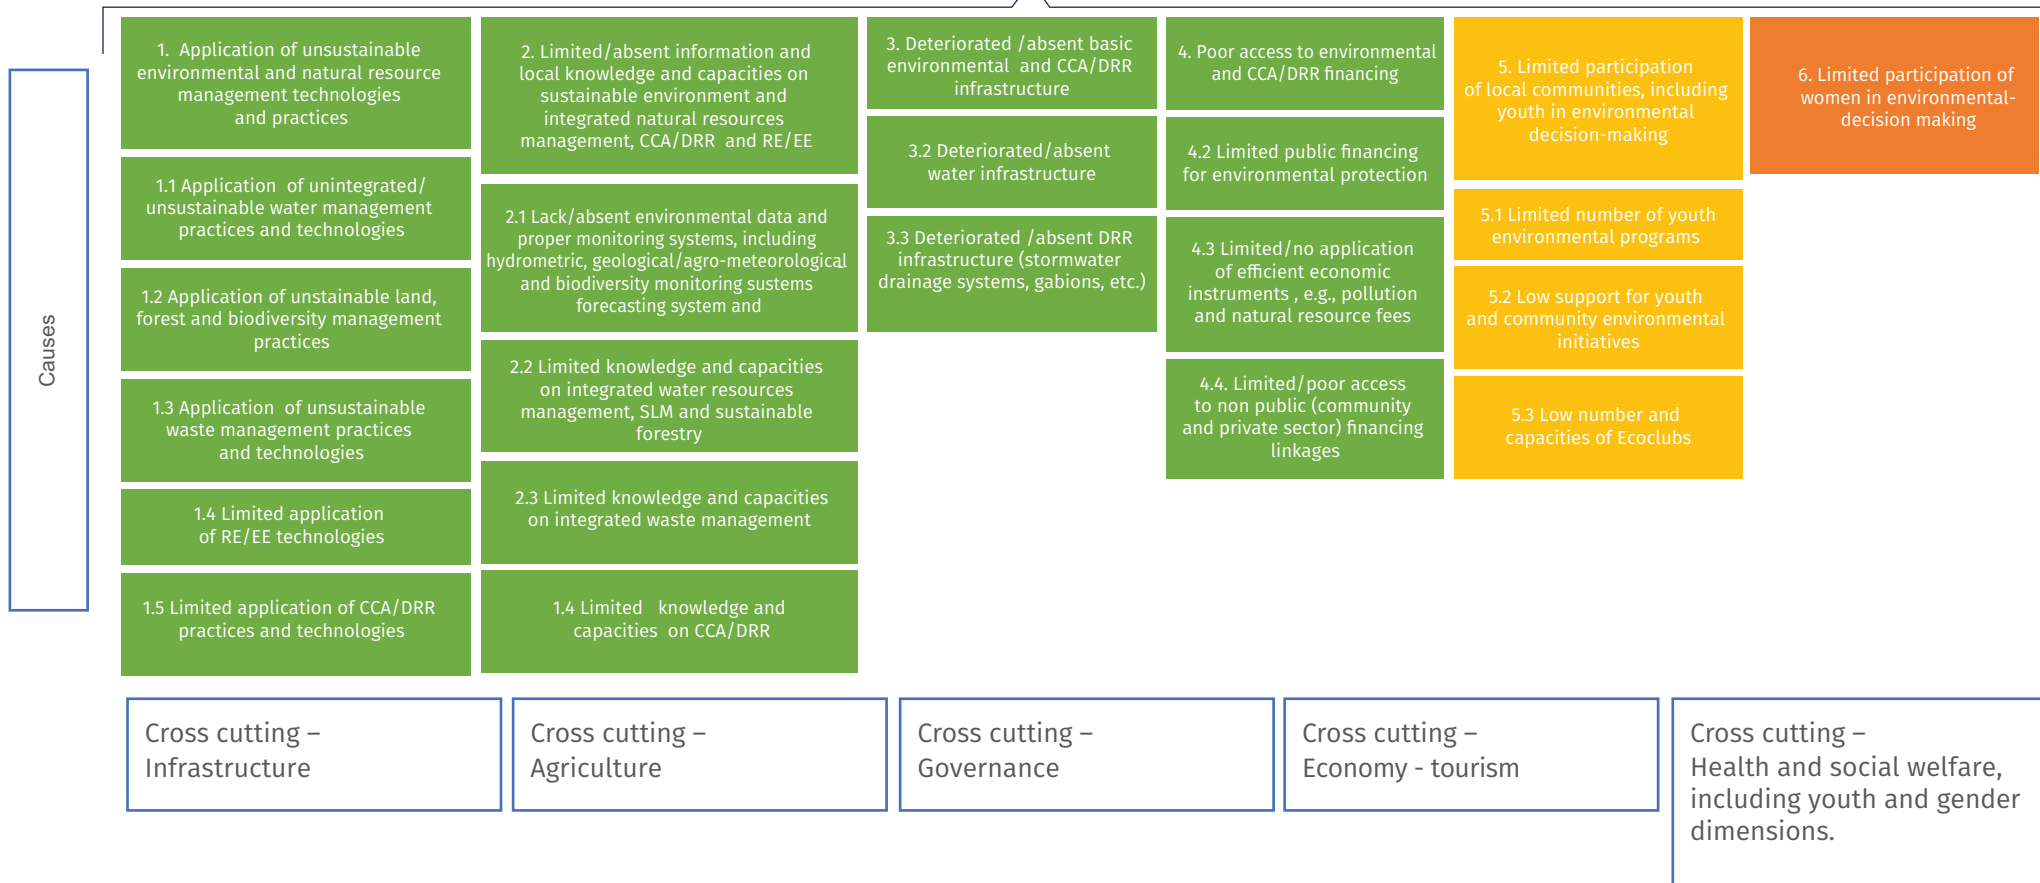 Causes
1. Application of unsustainable
environmental and natural resource
management technologies
and practices
1.1 Application of unintegrated/
unsustainable water management
practices and technologies
1.2 Application of unstainable land,
forest and biodiversity management
practices
1.3 Application of unsustainable
waste management practices
and technologies
1.4 Limited application
of RE/EE technologies
1.5 Limited application of CCA/DRR
practices and technologies
2. Limited/absent information and
local knowledge and capacities on
sustainable environment and
integrated natural resources
management, CCA/DRR and RE/EE
2.1 Lack/absent environmental data and
proper monitoring systems, including
hydrometric, geological/agro-meteorological
and biodiversity monitoring sustems
forecasting system and
2.2 Limited knowledge and capacities
on integrated water resources
management, SLM and sustainable
forestry
2.3 Limited knowledge and capacities
on integrated waste management
1.4 Limited knowledge and
capacities on CCA/DRR
3. Deteriorated /absent basic
environmental and CCA/DRR
infrastructure
3.2 Deteriorated/absent
water infrastructure
3.3 Deteriorated /absent DRR
infrastructure (stormwater
drainage systems, gabions, etc.)
4. Poor access to environmental
and CCA/DRR financing
4.2 Limited public financing
for environmental protection
4.3 Limited/no application
of efficient economic
instruments , e.g., pollution
and natural resource fees
4.4. Limited/poor access
to non public (community
and private sector) financing
linkages
5. Limited participation
of local communities, including
youth in environmental
decision-making
5.1 Limited number of youth
environmental programs
5.2 Low support for youth
and community environmental
initiatives
5.3 Low number and
capacities of Ecoclubs
6. Limited participation of
women in environmental-
decision making
Cross cutting –
Infrastructure
Cross cutting –
Agriculture
Cross cutting –
Governance
Cross cutting –
Economy - tourism
Cross cutting –
Health and social welfare,
including youth and gender
dimensions.